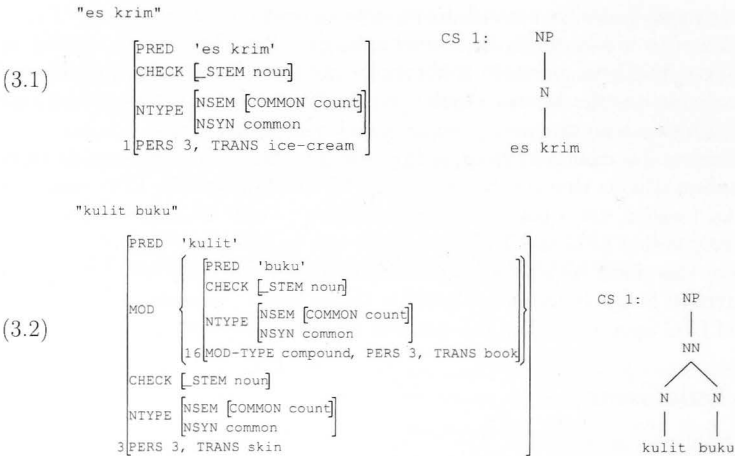 "es krim"
CS 1: NP
PRED 'es krim'
CHECK [_STEM noun]
(3.1)
NTYPE [NSEM [COMMON count]
NSYN common]
N
1 PERS 3, TRANS ice-cream
es krim
"kulit buku"
PRED 'kulit'
PRED 'buku'
CHECK [_STEM noun]
MOD
NTYPE [NSEM [COMMON count]
NSYN common]
16 MOD-TYPE compound, PERS 3, TRANS book
CS 1: NP
(3.2)
NN
CHECK [_STEM noun]
N N
NTYPE [NSEM [COMMON count]
NSYN common]
3 PERS 3, TRANS skin
kulit buku